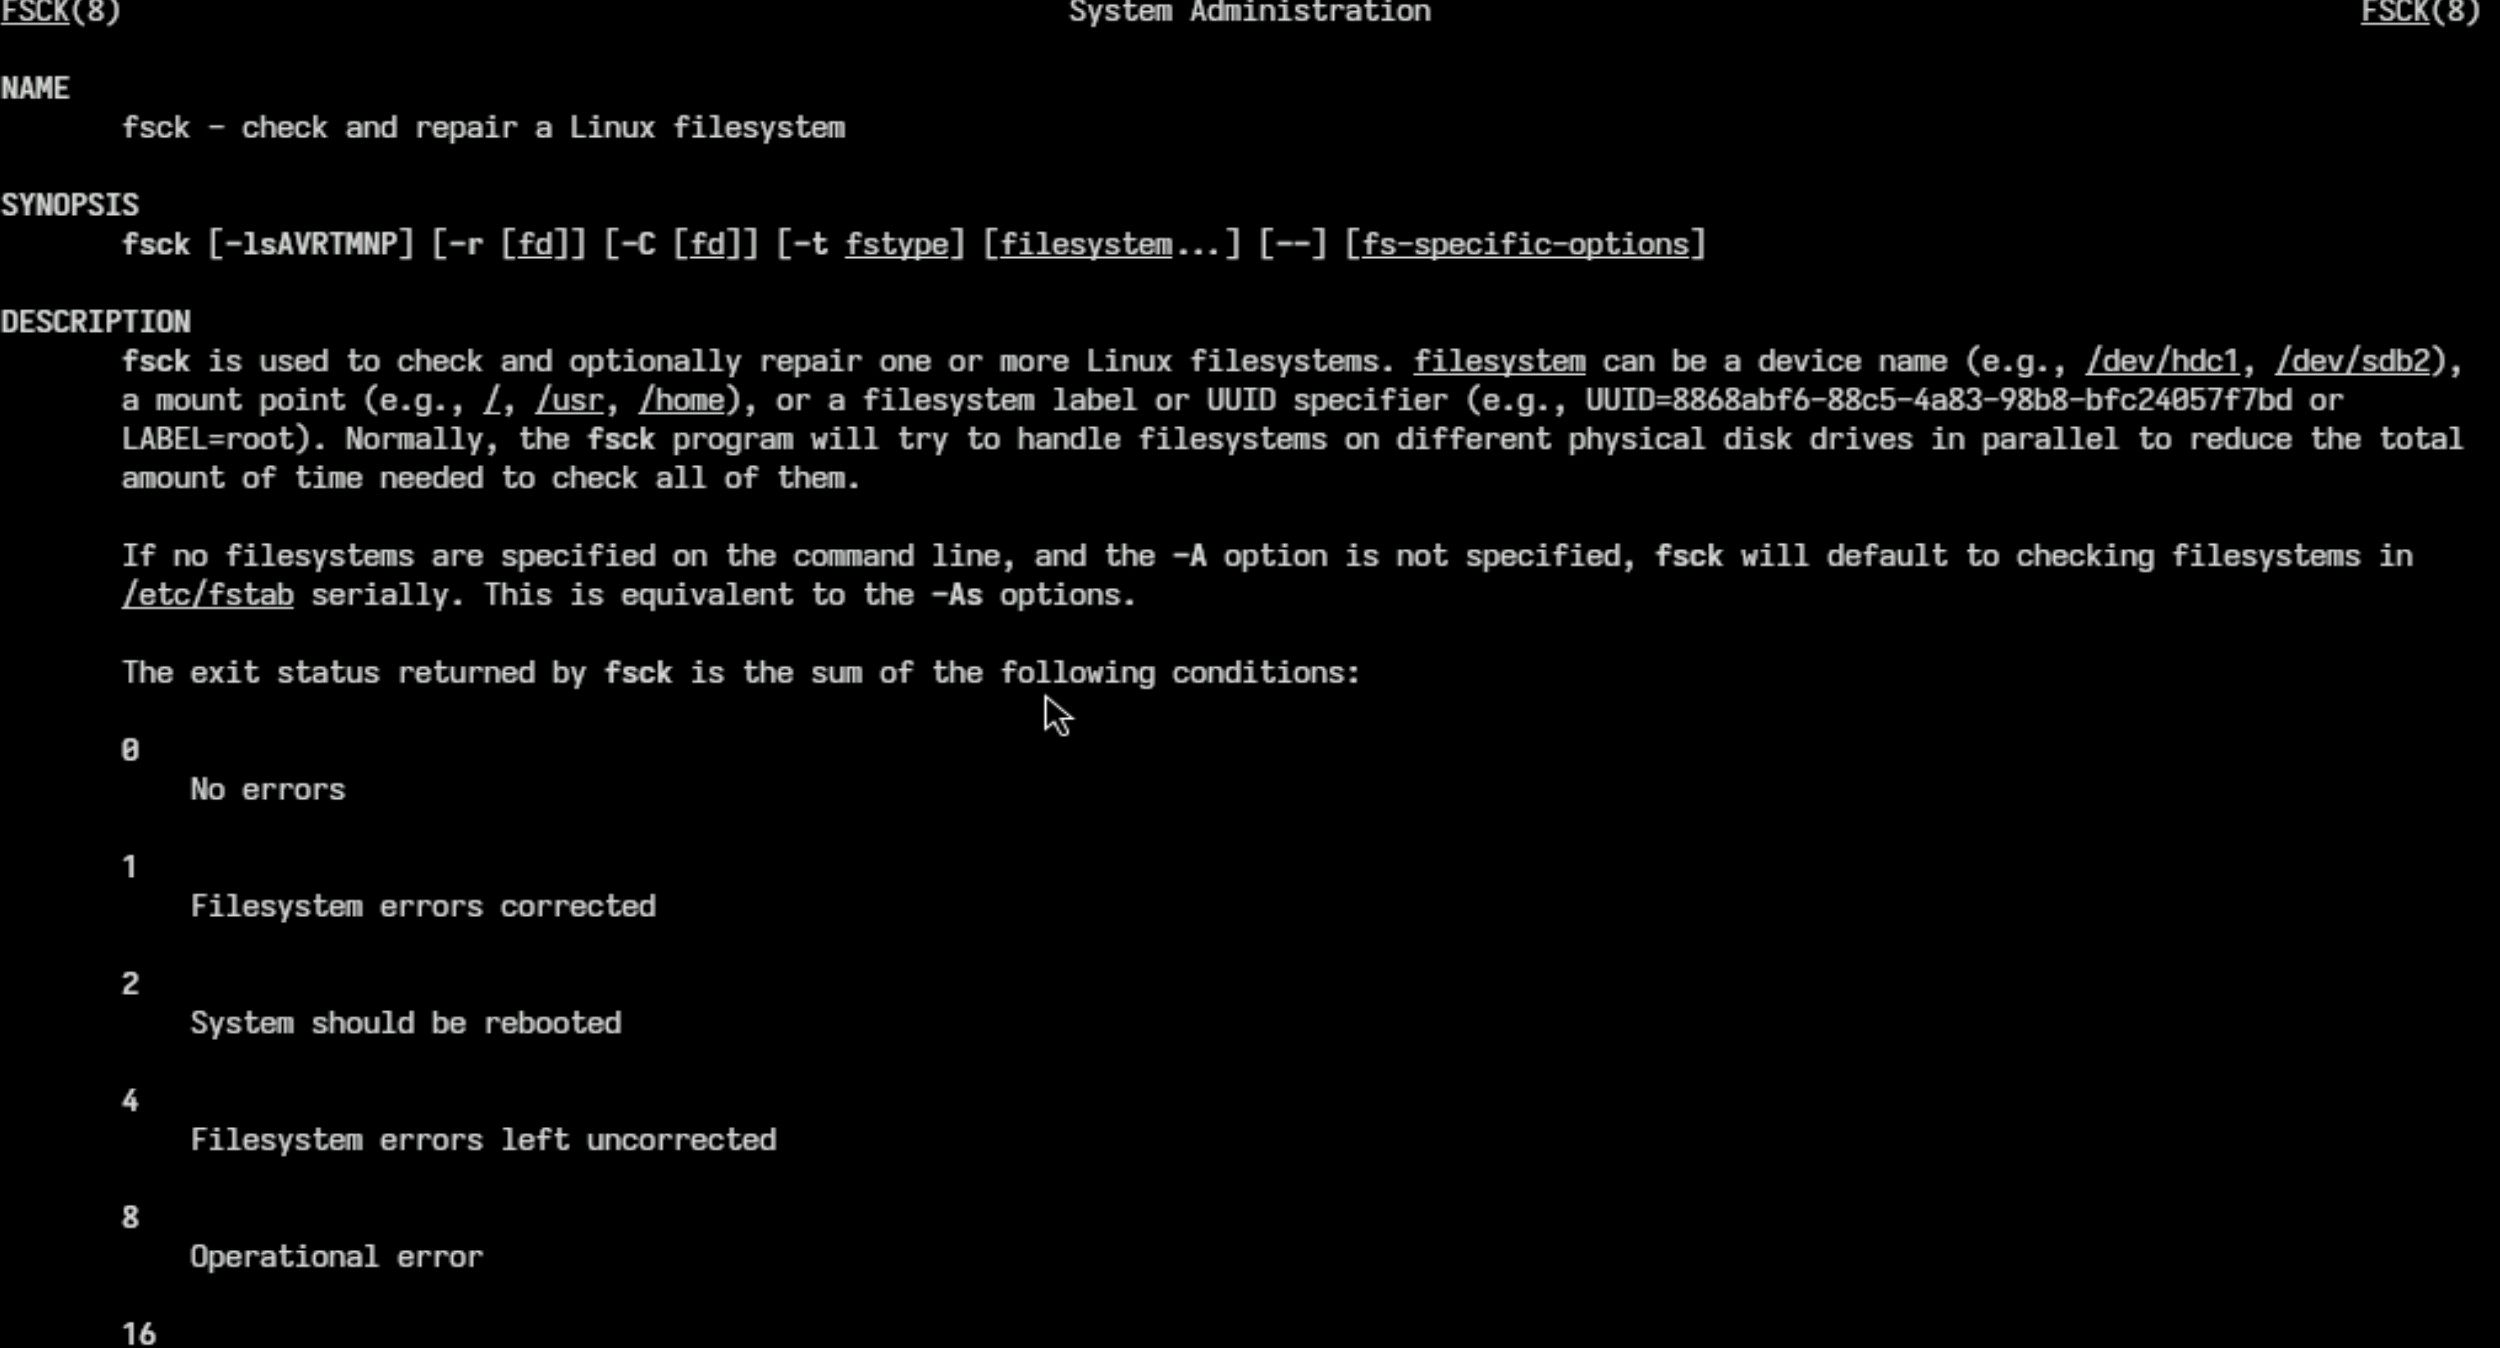 FSCK(8) System Administration FSCK(8)
NAME
fsck - check and repair a Linux filesystem
SYNOPSIS
fsck [-lsAVRTMNP] [-r [fd]] [-C [fd]] [-t fstype] [filesystem...] [--] [fs-specific-options]
DESCRIPTION
fsck is used to check and optionally repair one or more Linux filesystems. filesystem can be a device name (e.g., /dev/hdc1, /dev/sdb2),
a mount point (e.g., /, /usr, /home), or a filesystem label or UUID specifier (e.g., UUID=8868abf6-88c5-4a83-98b8-bfc24057f7bd or
LABEL=root). Normally, the fsck program will try to handle filesystems on different physical disk drives in parallel to reduce the total
amount of time needed to check all of them.
If no filesystems are specified on the command line, and the -A option is not specified, fsck will default to checking filesystems in
/etc/fstab serially. This is equivalent to the -As options.
The exit status returned by fsck is the sum of the following conditions:
0
No errors
1
Filesystem errors corrected
2
System should be rebooted
4
Filesystem errors left uncorrected
8
Operational error
16